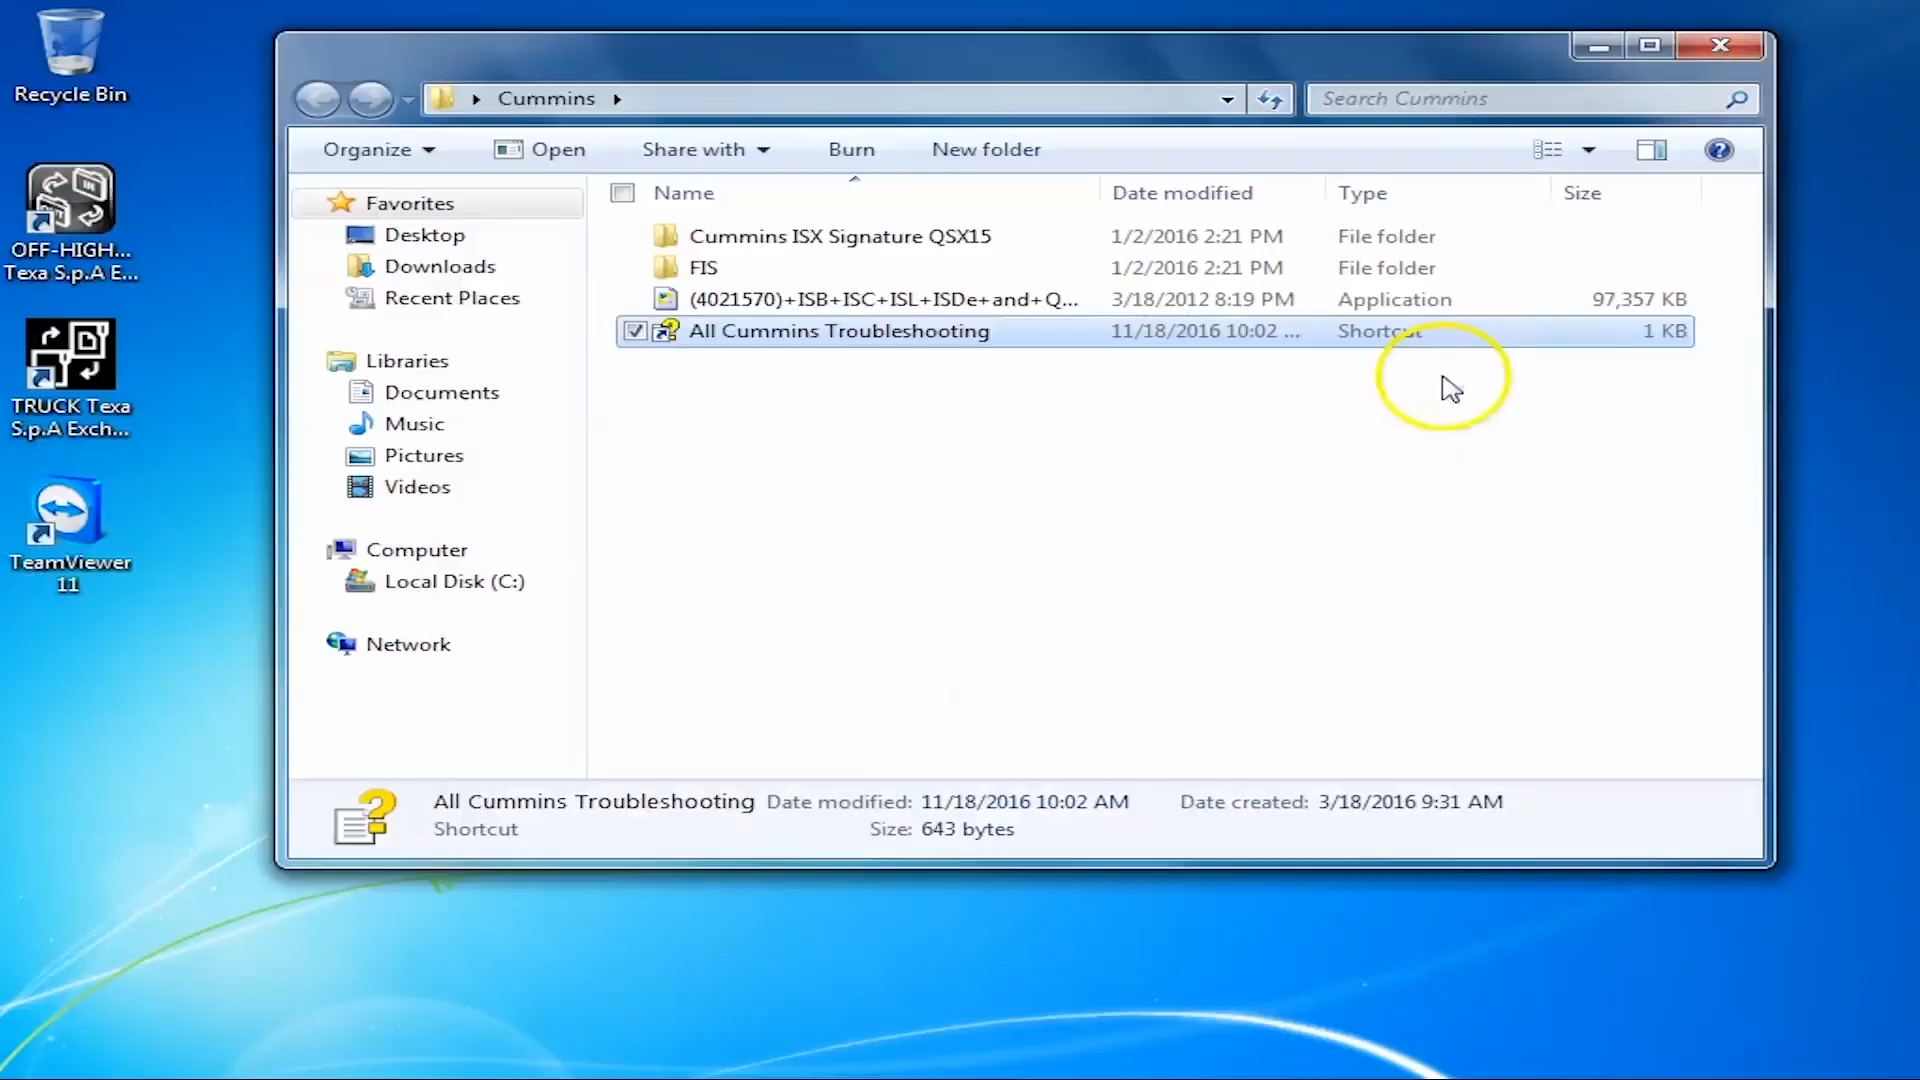 Recycle Bin
OFF-HIGH...
Texa S.p.A E...
TRUCK Texa
S.p.A Exch...
TeamViewer
11
Cummins
Search Cummins
Organize
Open
Share with
Burn
New folder
Favorites
Desktop
Downloads
Recent Places
Libraries
Documents
Music
Pictures
Videos
Computer
Local Disk (C:)
Network
Name Date modified Type Size
Cummins ISX Signature QSX15 1/2/2016 2:21 PM File folder
FIS 1/2/2016 2:21 PM File folder
(4021570)+ISB+ISC+ISL+ISDe+and+Q... 3/18/2012 8:19 PM Application 97,357 KB
All Cummins Troubleshooting 11/18/2016 10:02 ... Shortcut 1 KB
All Cummins Troubleshooting Date modified: 11/18/2016 10:02 AM Date created: 3/18/2016 9:31 AM
Shortcut Size: 643 bytes